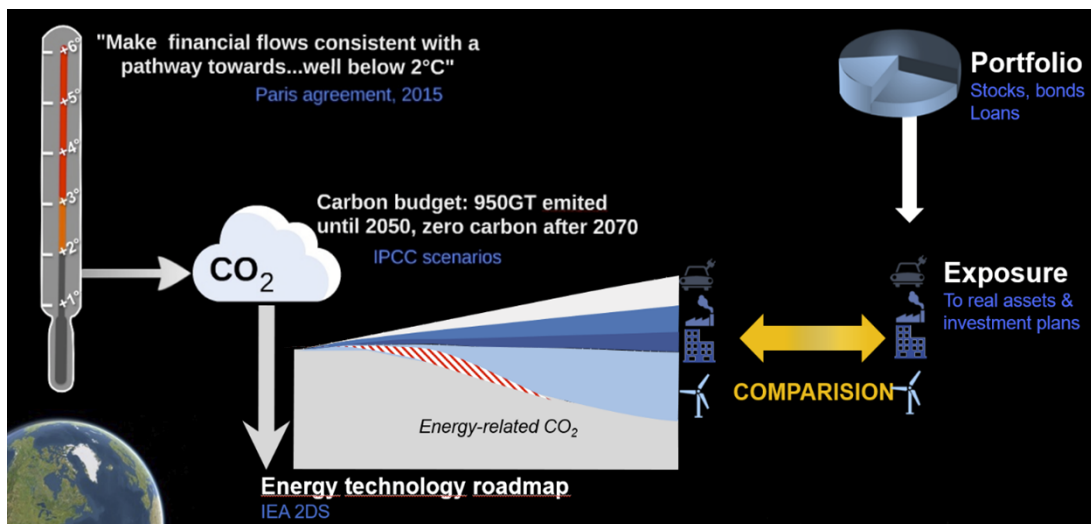 "Make financial flows consistent with a
pathway towards...well below 2°C"
Paris agreement, 2015
+6°
+5°
+4°
+3°
+2°
+1°
Carbon budget: 950GT emited
until 2050, zero carbon after 2070
IPCC scenarios
CO2
Energy-related CO2
Energy technology roadmap
IEA 2DS
Portfolio
Stocks, bonds
Loans
Exposure
To real assets &
investment plans
COMPARISION